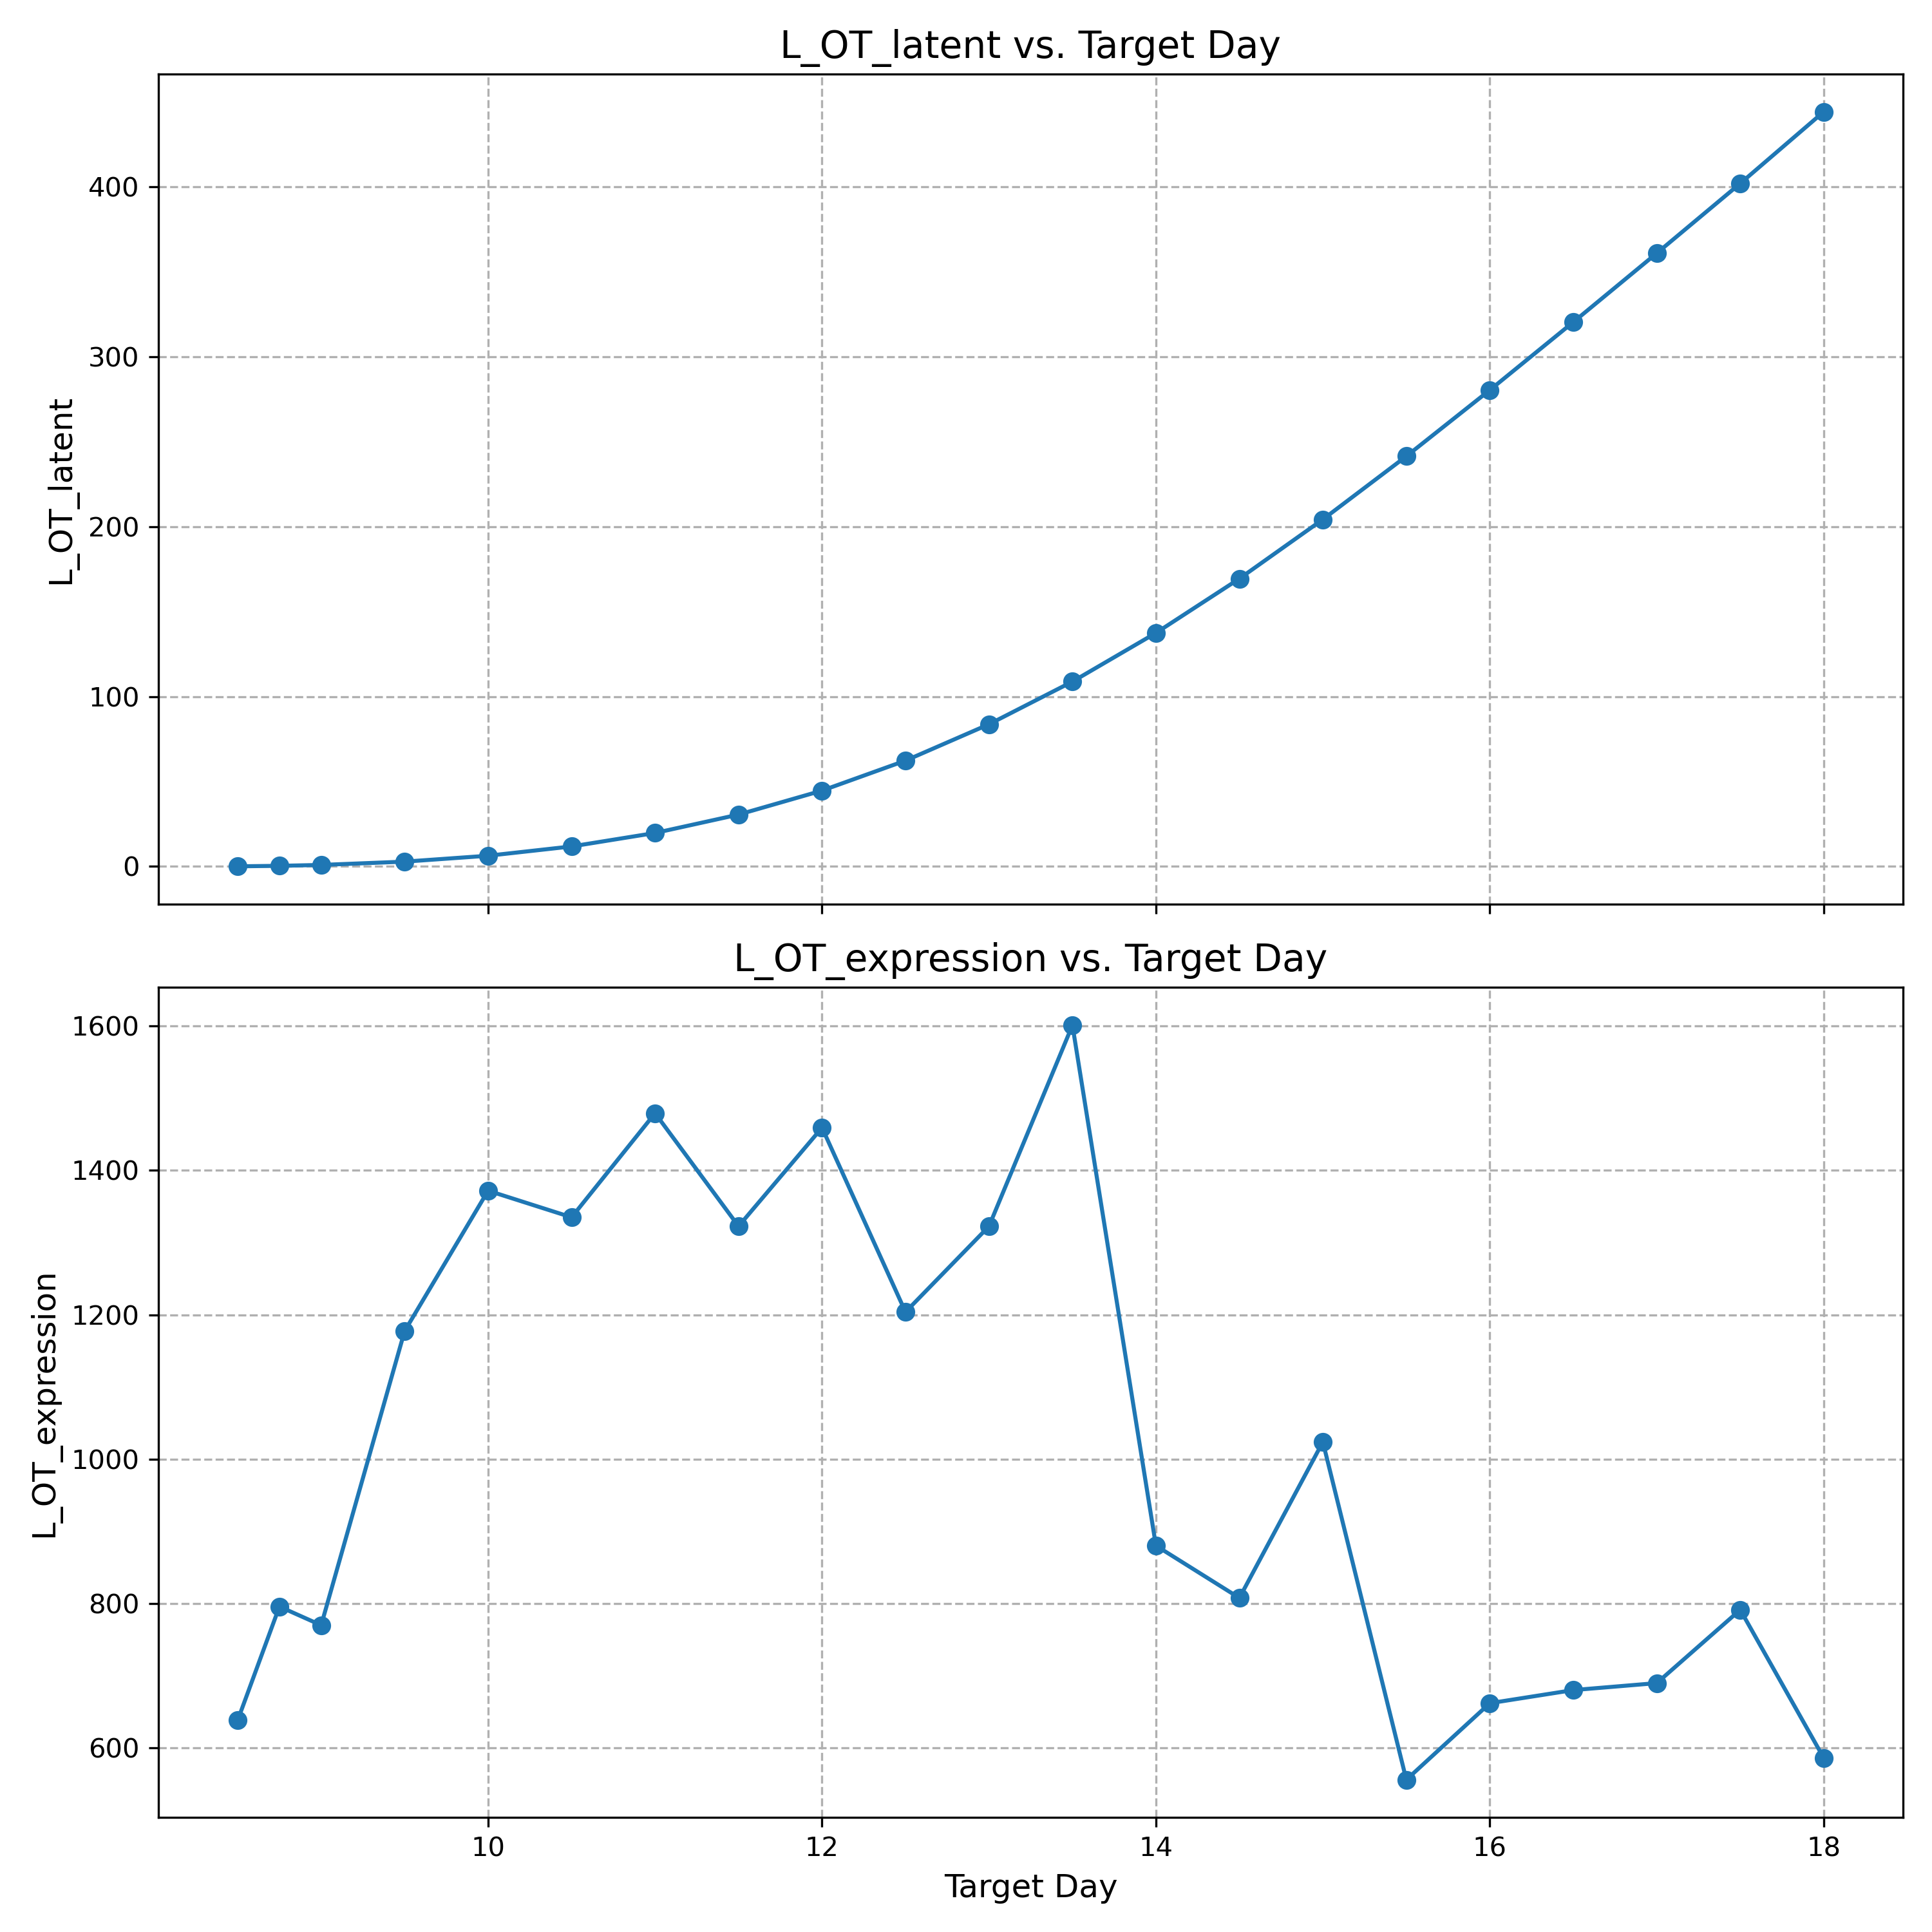 L_OT_latent vs. Target Day
L_OT_latent
400
300
200
100
0
L_OT_expression vs. Target Day
L_OT_expression
1600
1400
1200
1000
800
600
10 12 14 16 18
Target Day